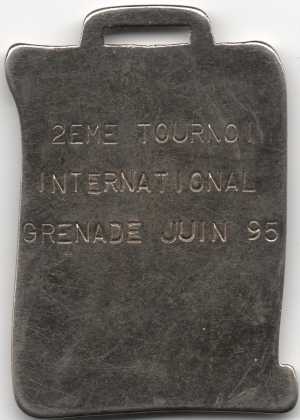 2EME TOURNOI
INTERNATIONAL
GRENADE JUIN 95